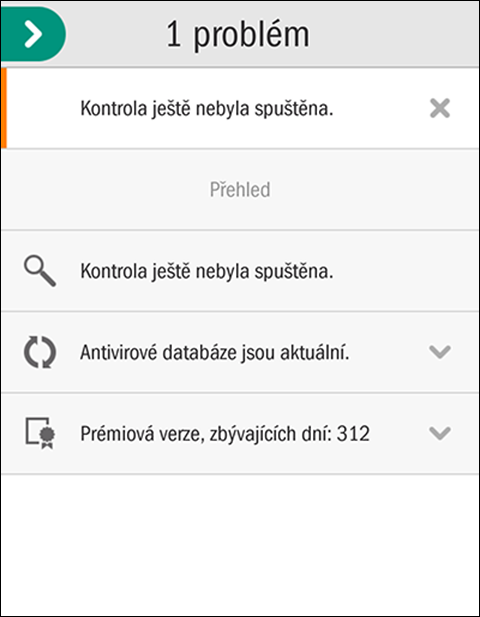 1 problém
Kontrola ještě nebyla spuštěna.
Přehled
Kontrola ještě nebyla spuštěna.
Antivirové databáze jsou aktuální.
Prémiová verze, zbývajících dní: 312